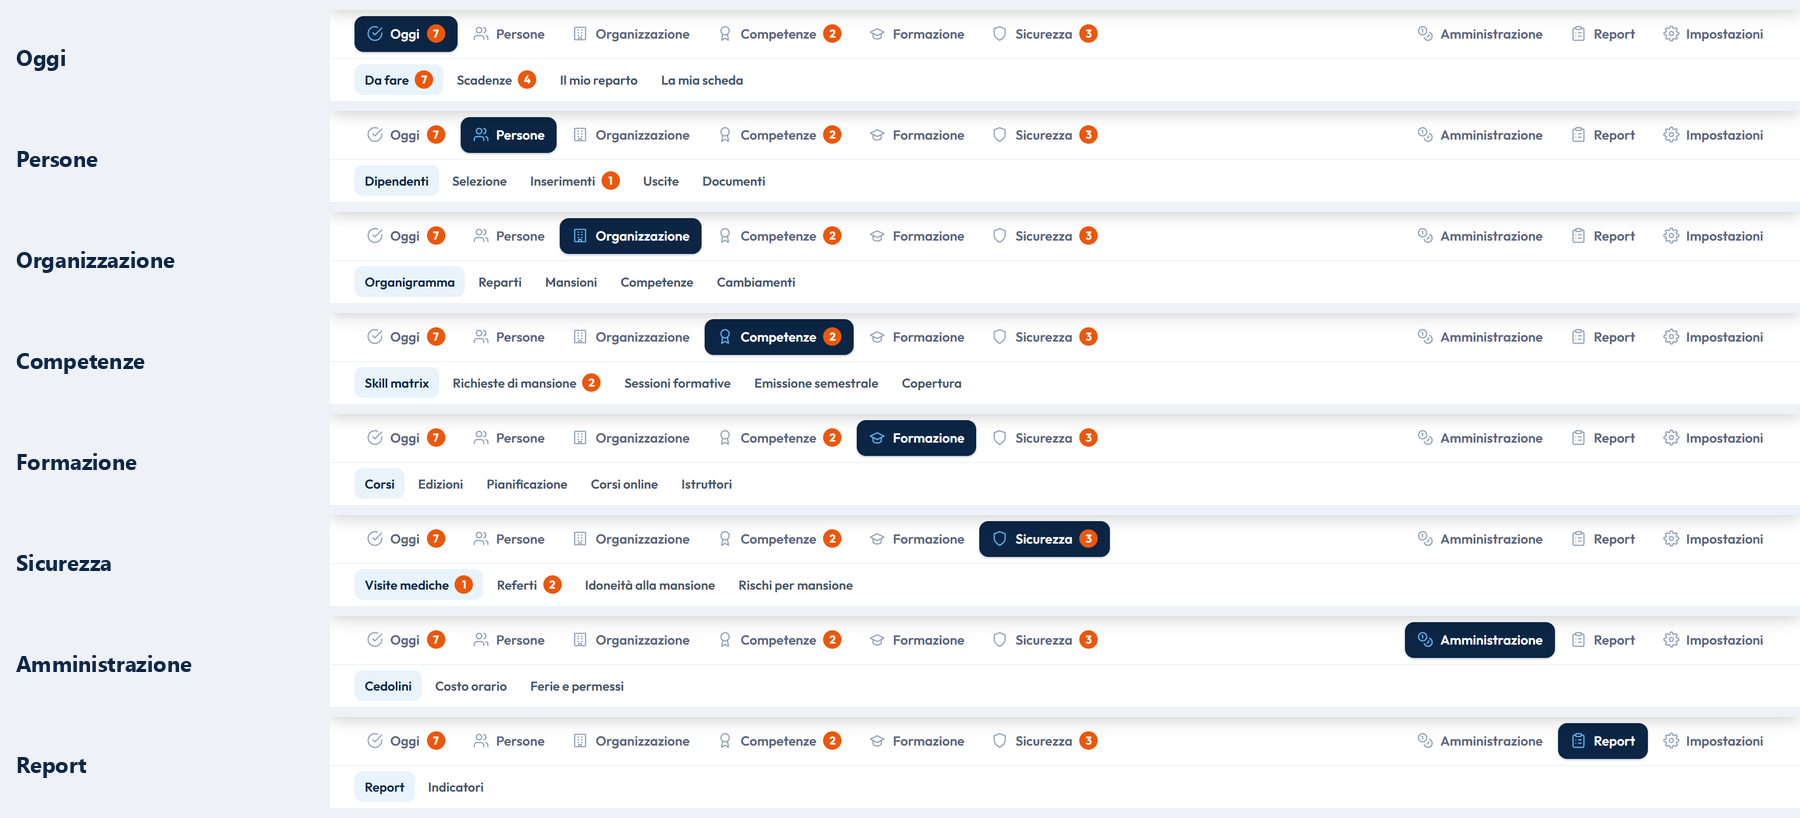 Oggi
Oggi 7 Persone Organizzazione Competenze 2 Formazione Sicurezza 3 Amministrazione Report Impostazioni
Da fare 7 Scadenze 4 Il mio reparto La mia scheda
Persone
Oggi 7 Persone Organizzazione Competenze 2 Formazione Sicurezza 3 Amministrazione Report Impostazioni
Dipendenti Selezione Inserimenti 1 Uscite Documenti
Organizzazione
Oggi 7 Persone Organizzazione Competenze 2 Formazione Sicurezza 3 Amministrazione Report Impostazioni
Organigramma Reparti Mansioni Competenze Cambiamenti
Competenze
Oggi 7 Persone Organizzazione Competenze 2 Formazione Sicurezza 3 Amministrazione Report Impostazioni
Skill matrix Richieste di mansione 2 Sessioni formative Emissione semestrale Copertura
Formazione
Oggi 7 Persone Organizzazione Competenze 2 Formazione Sicurezza 3 Amministrazione Report Impostazioni
Corsi Edizioni Pianificazione Corsi online Istruttori
Sicurezza
Oggi 7 Persone Organizzazione Competenze 2 Formazione Sicurezza 3 Amministrazione Report Impostazioni
Visite mediche 1 Referti 2 Idoneità alla mansione Rischi per mansione
Amministrazione
Oggi 7 Persone Organizzazione Competenze 2 Formazione Sicurezza 3 Amministrazione Report Impostazioni
Cedolini Costo orario Ferie e permessi
Report
Oggi 7 Persone Organizzazione Competenze 2 Formazione Sicurezza 3 Amministrazione Report Impostazioni
Report Indicatori